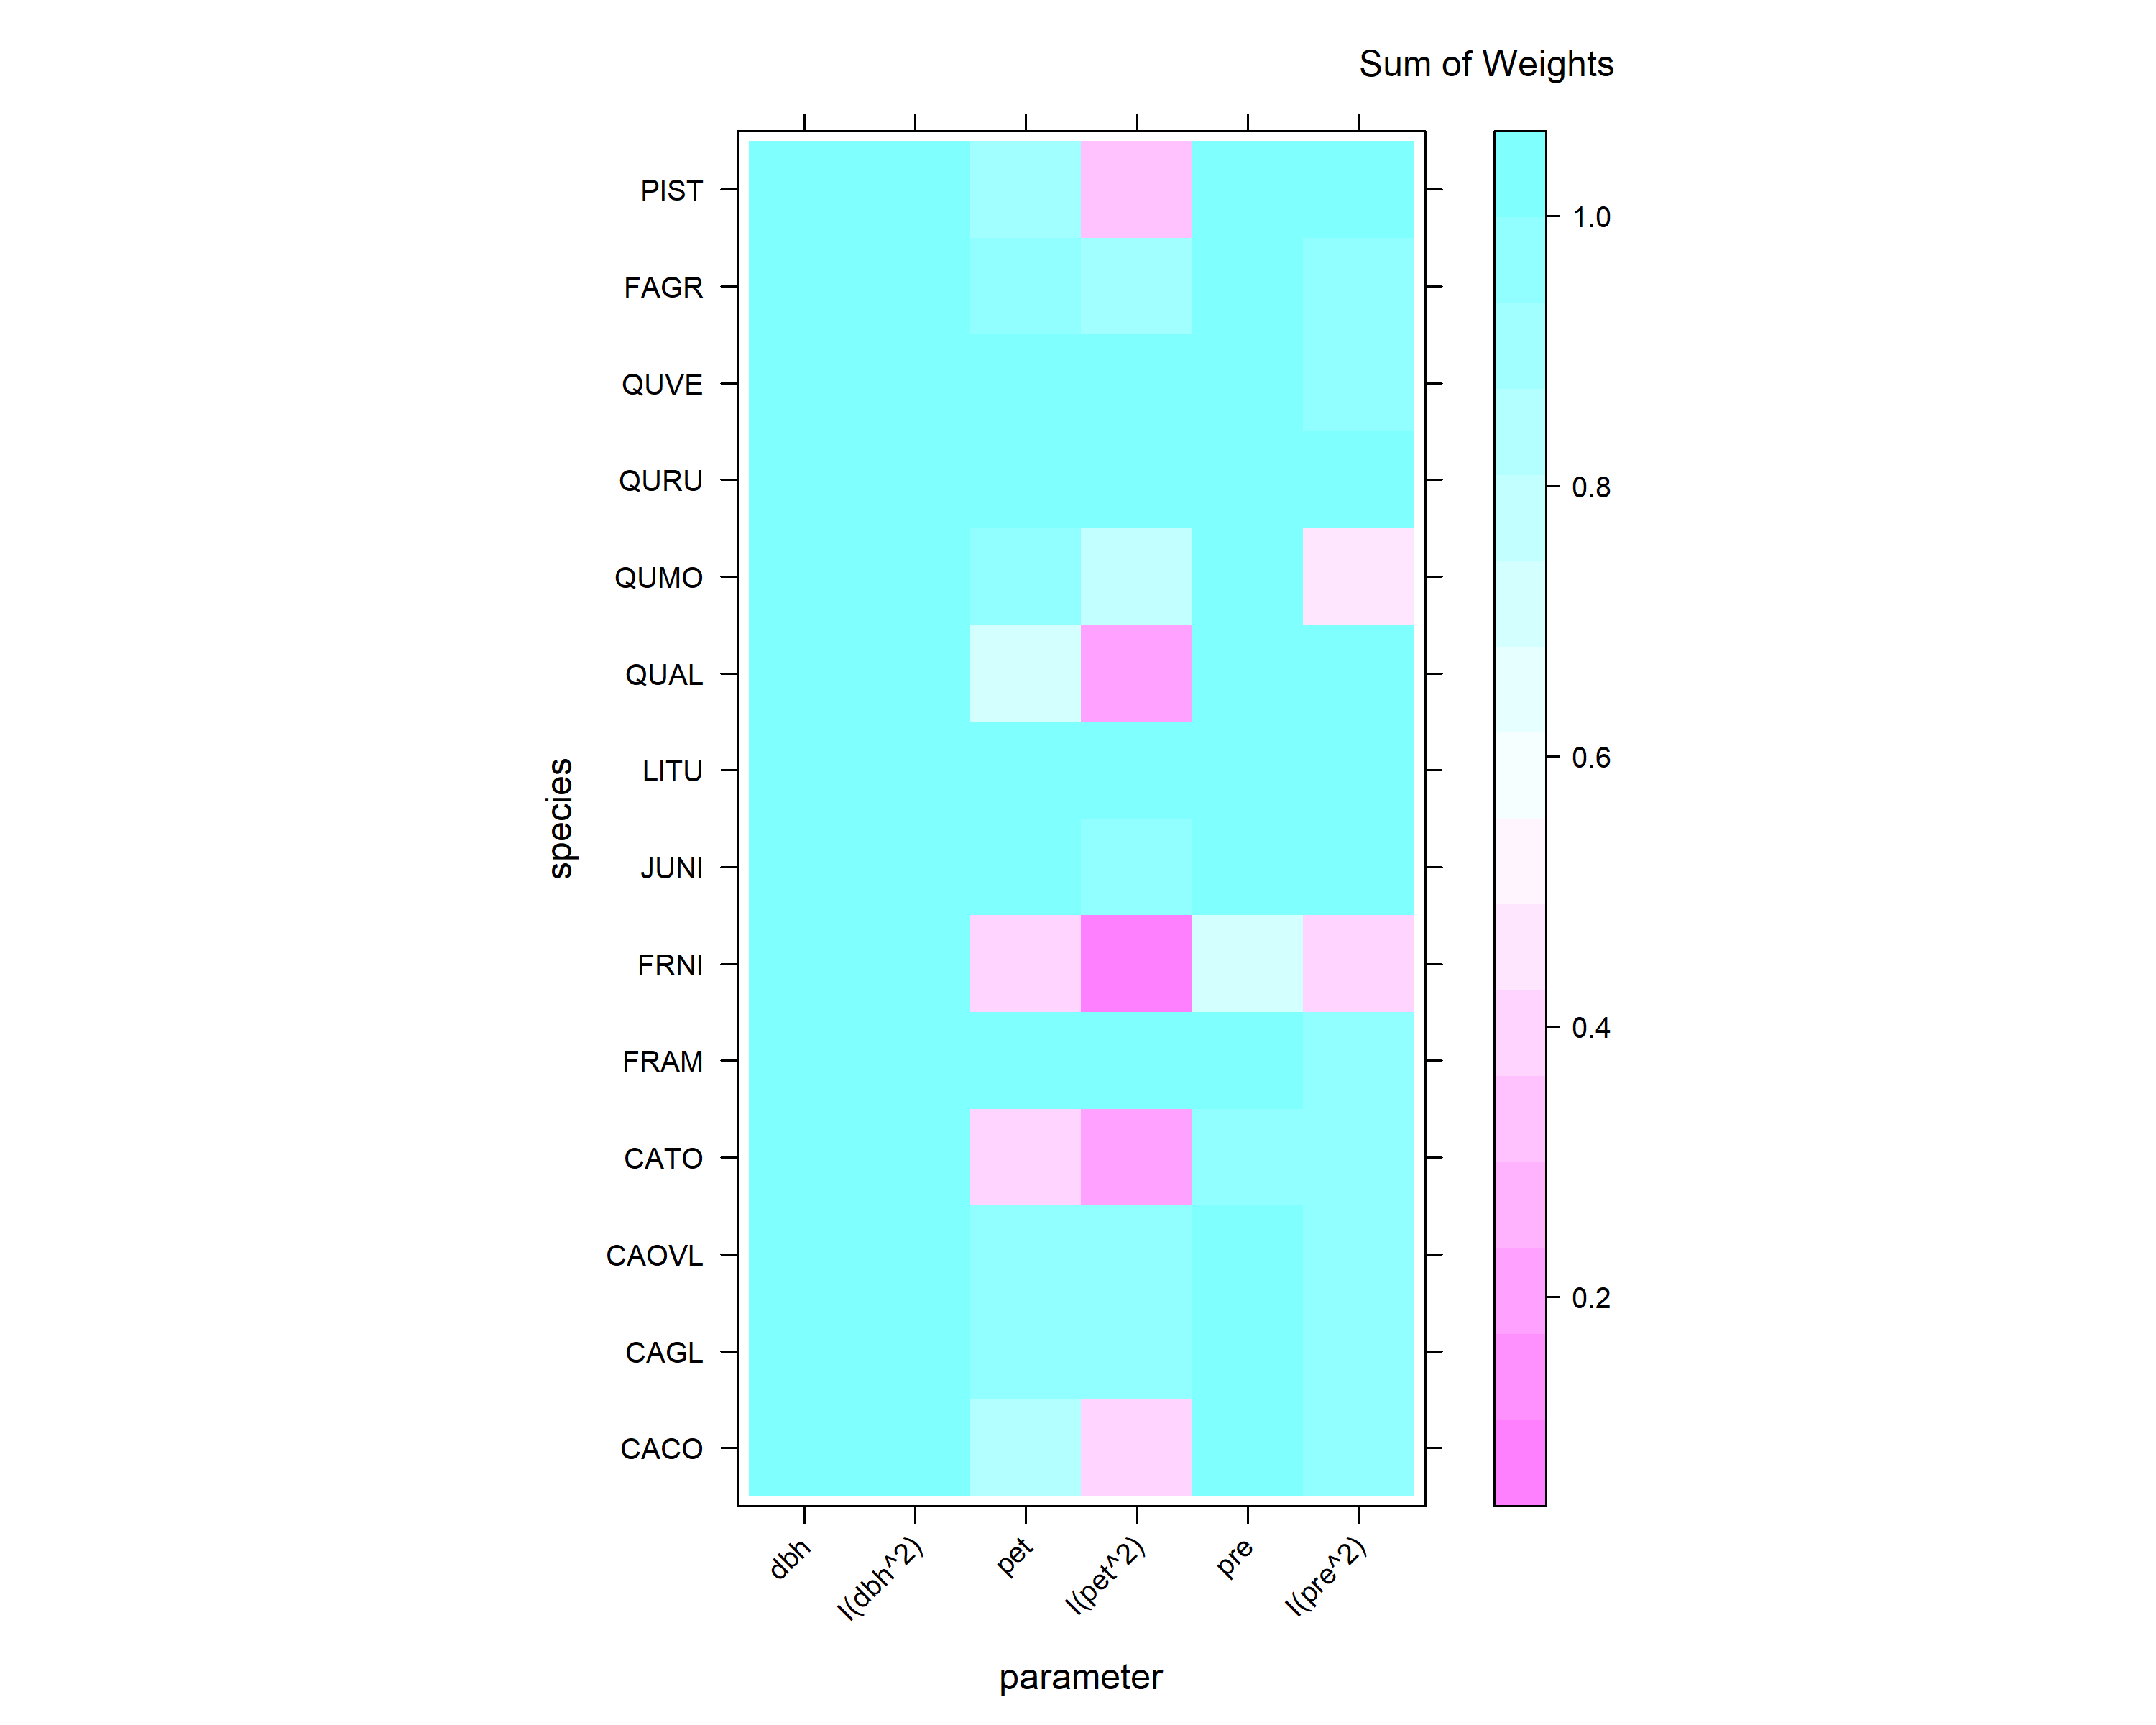 Sum of Weights
PIST
FAGR
QUVE
QURU
QUMO
QUAL
LITU
JUNI
FRNI
FRAM
CATO
CAOVL
CAGL
CACO
species
1.0
0.8
0.6
0.4
0.2
dbh
I(dbh^2)
pet
I(pet^2)
pre
I(pre^2)
parameter